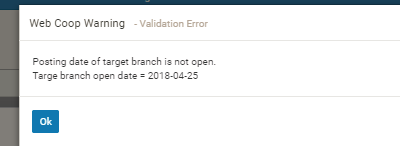 Web Coop Warning - Validation Error
Posting date of target branch is not open.
Targe branch open date = 2018-04-25
Ok